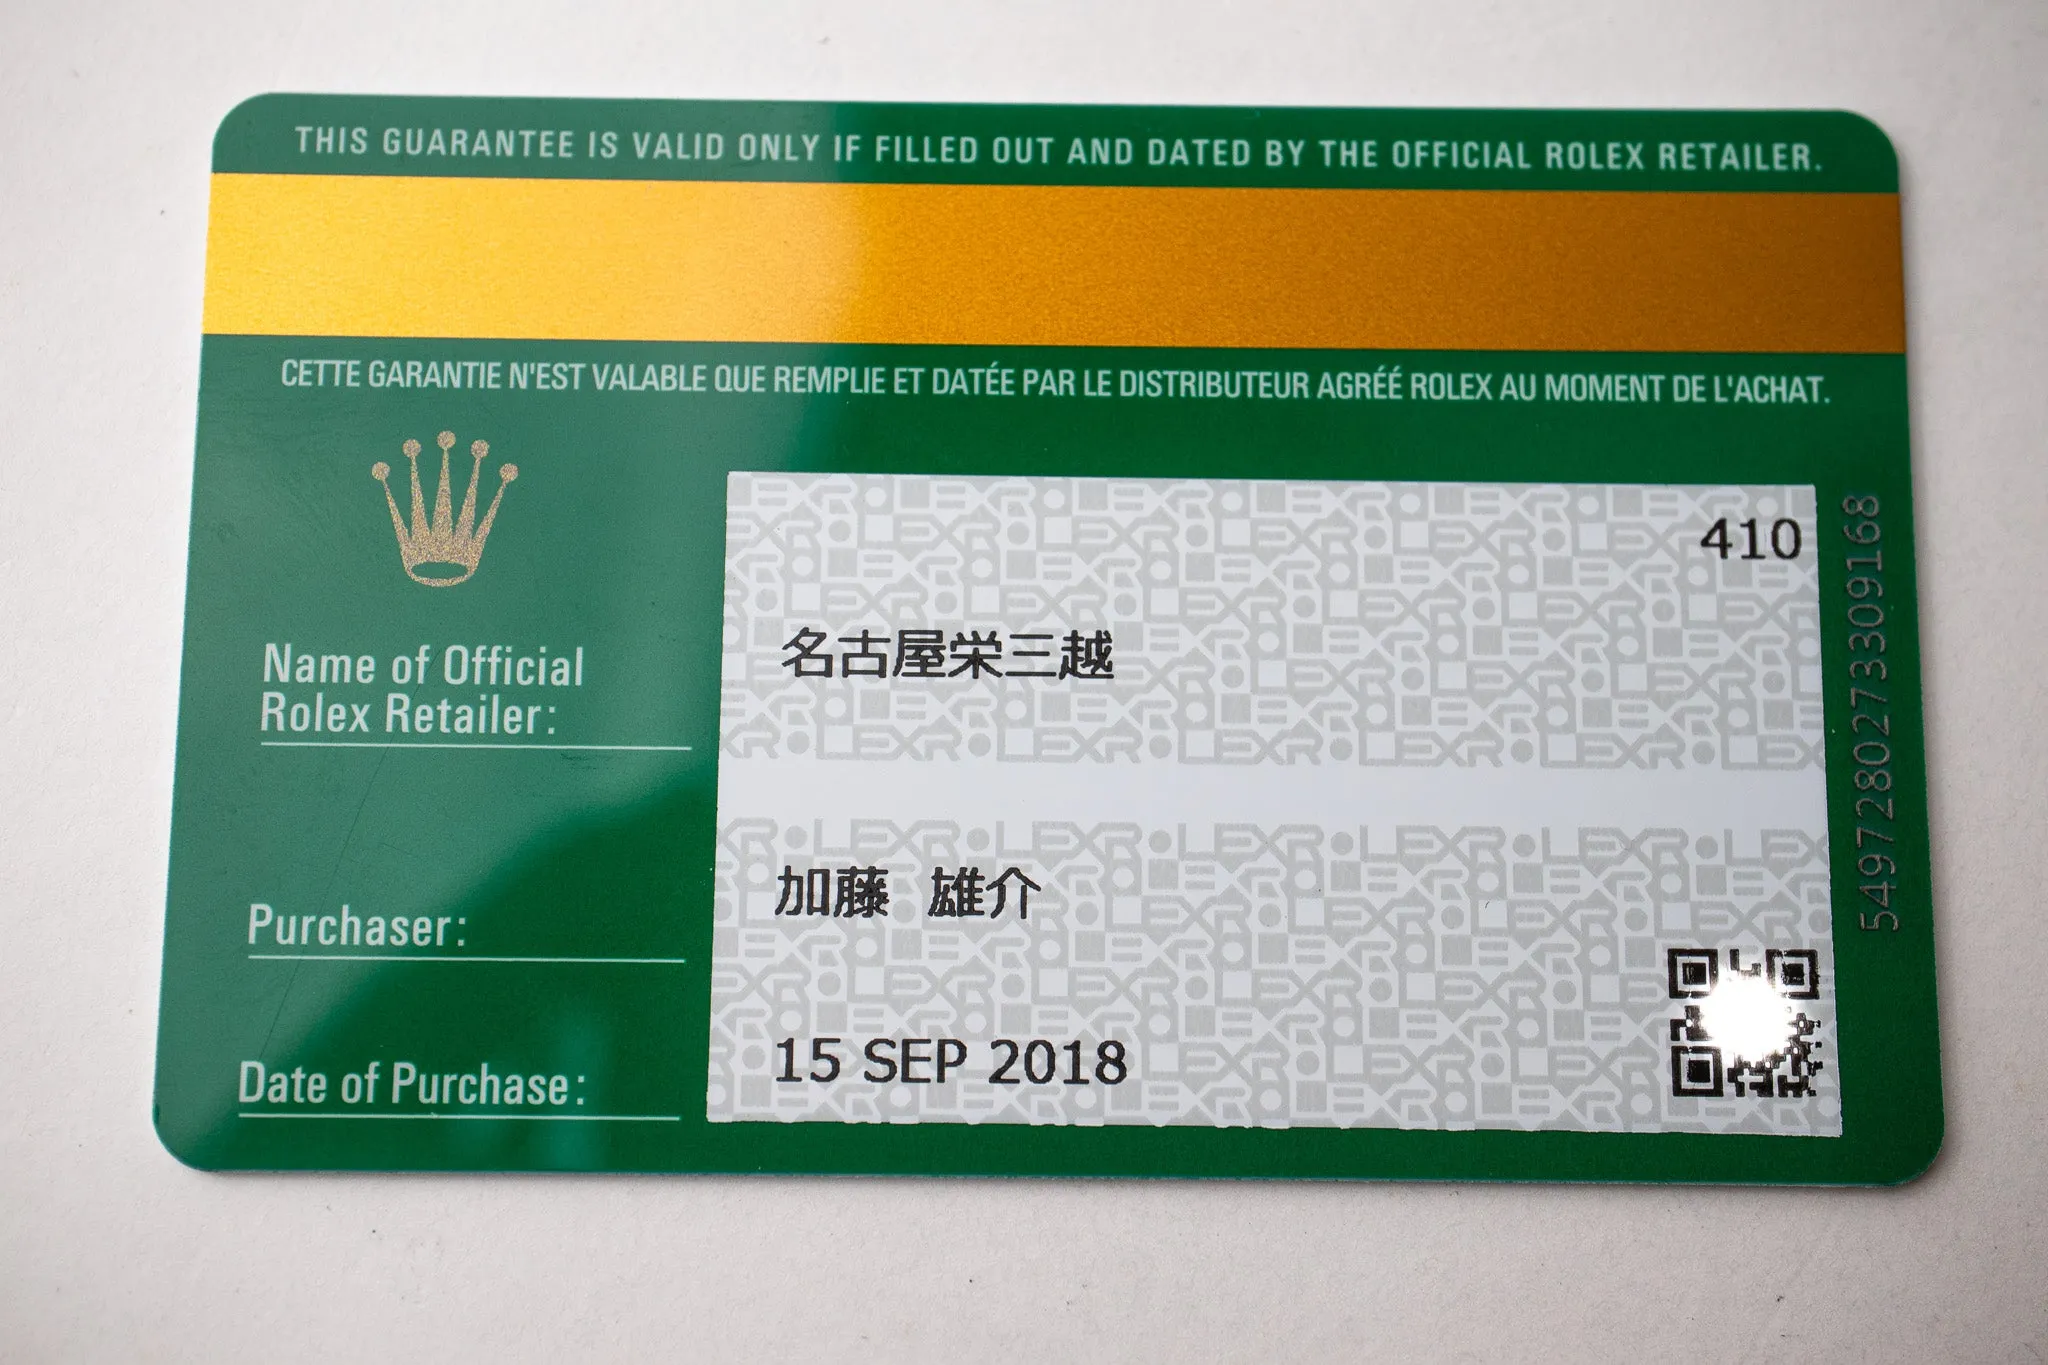 THIS GUARANTEE IS VALID ONLY IF FILLED OUT AND DATED BY THE OFFICIAL ROLEX RETAILER.
CETTE GARANTIE N'EST VALABLE QUE REMPLIE ET DATÉE PAR LE DISTRIBUTEUR AGRÉÉ ROLEX AU MOMENT DE L'ACHAT.
410
Name of Official
Rolex Retailer:
名古屋栄三越
Purchaser:
加藤 雄介
Date of Purchase:
15 SEP 2018
5497280273309168